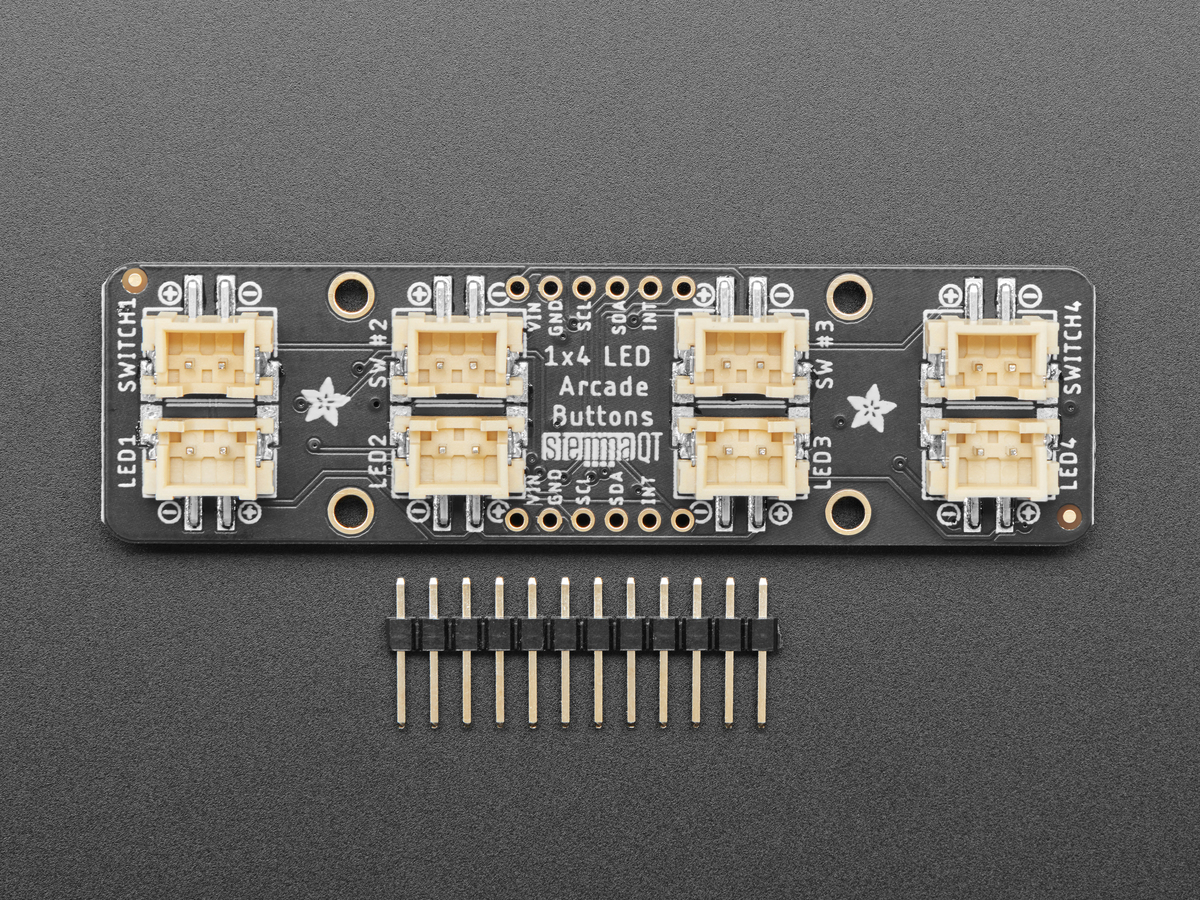 SWITCH1
LED1
SW #2
LED2
VIN
GND
SCL
SDA
INT
1x4 LED
Arcade
Buttons
stemmaQT
VIN
GND
SCL
SDA
INT
SW #3
LED3
SWITCH4
LED4